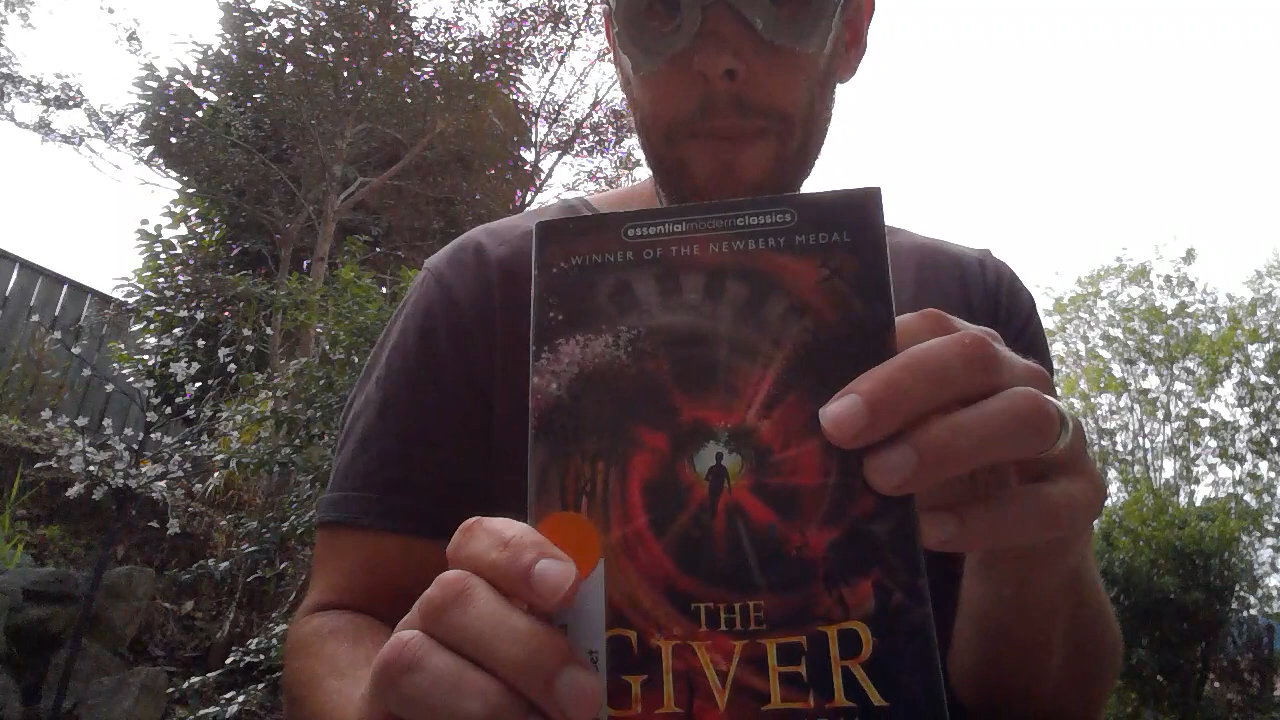 essentialmodernclassics
WINNER OF THE NEWBERY MEDAL
THE
GIVER